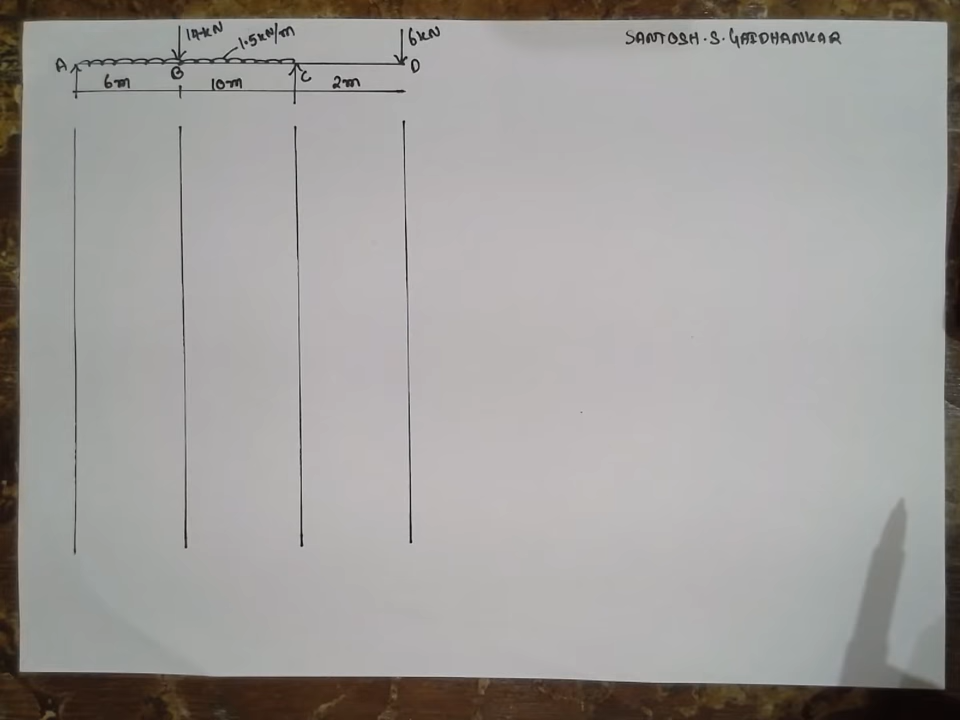 14kN
1.5kN/m
6kN
SANTOSH.S.GAIDHANKAR
A
B
C
D
6m
10m
2m